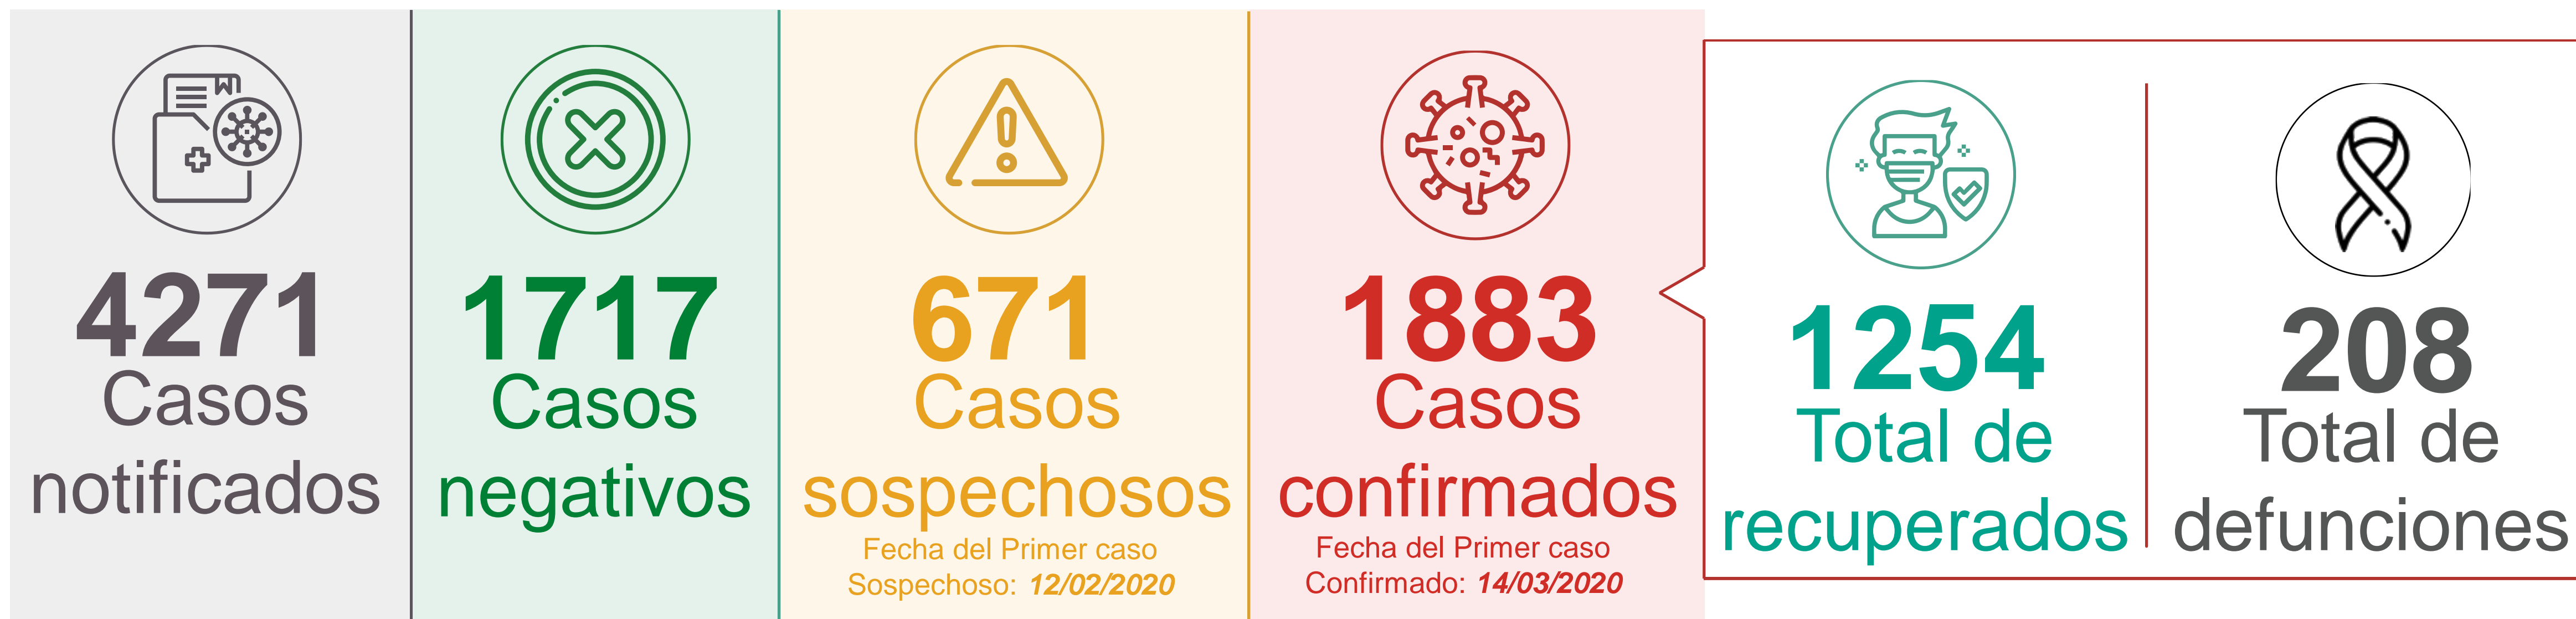 4271
Casos
notificados
1717
Casos
negativos
671
Casos
sospechosos
Fecha del Primer caso
Sospechoso: 12/02/2020
1883
Casos
confirmados
Fecha del Primer caso
Confirmado: 14/03/2020
1254
Total de
recuperados
208
Total de
defunciones